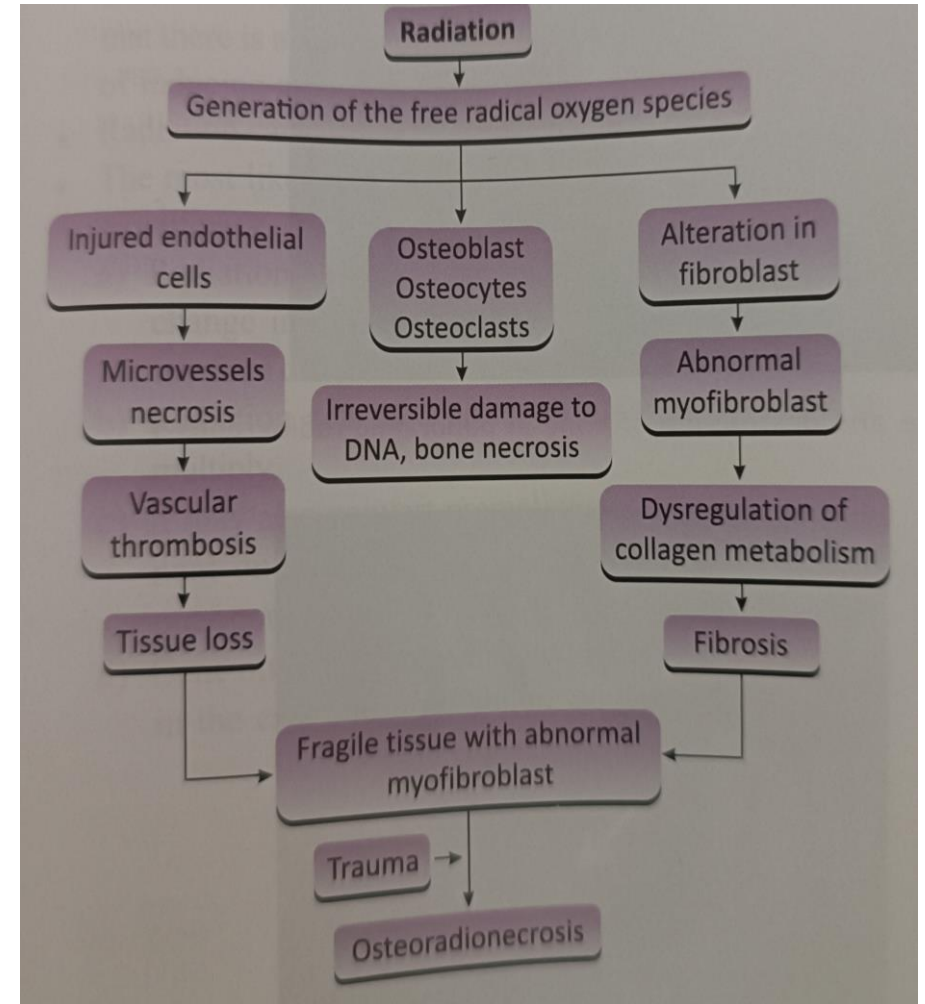 Radiation
Generation of the free radical oxygen species
Injured endothelial
cells
Microvessels
necrosis
Vascular
thrombosis
Tissue loss
Osteoblast
Osteocytes
Osteoclasts
Irreversible damage to
DNA, bone necrosis
Alteration in
fibroblast
Abnormal
myofibroblast
Dysregulation of
collagen metabolism
Fibrosis
Fragile tissue with abnormal
myofibroblast
Trauma
Osteoradionecrosis